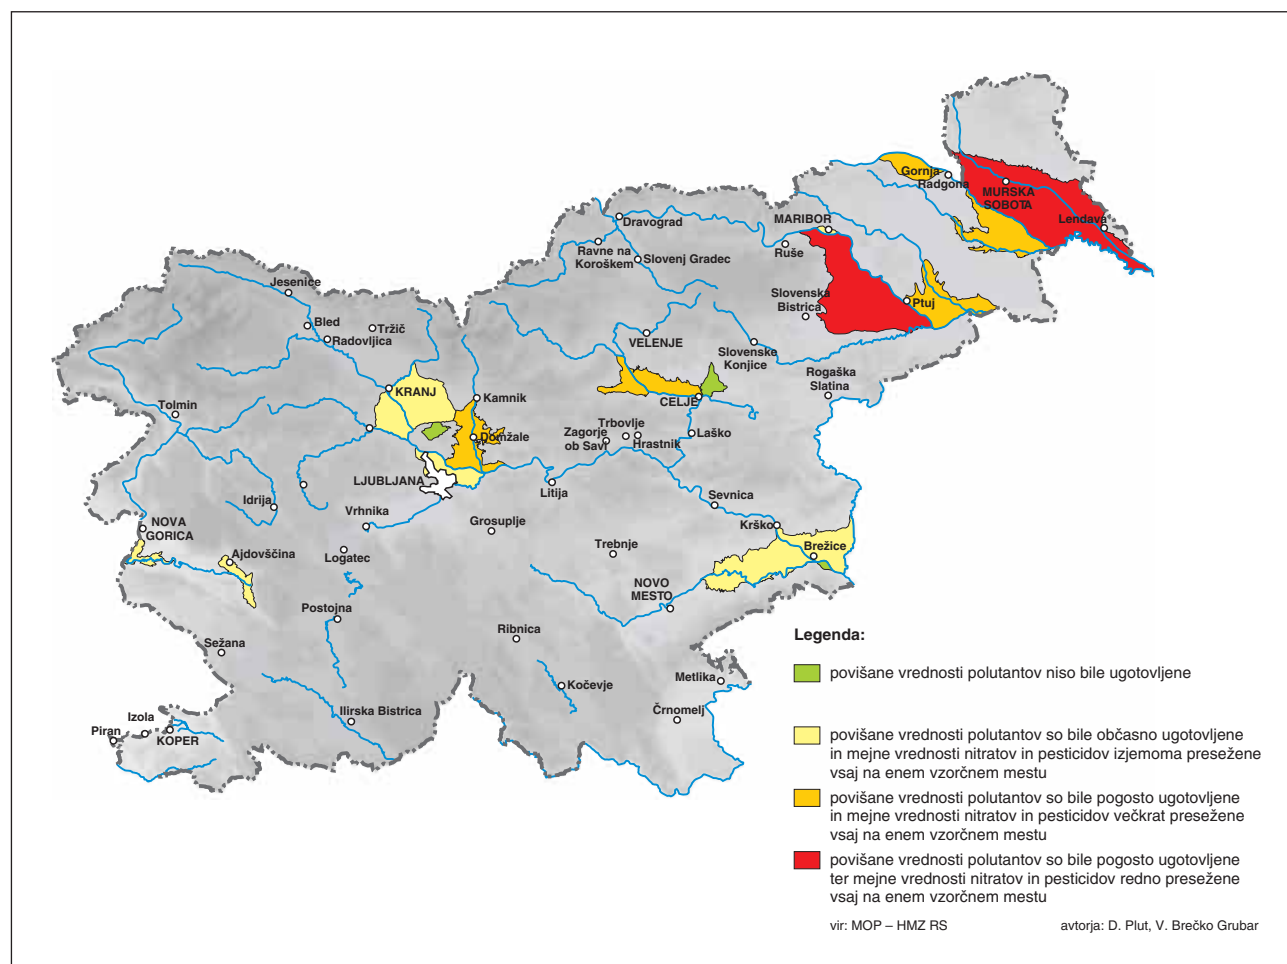 Gornja
Radgona
MURSKA
SOBOTA
Lendava
MARIBOR
Dravograd
Ravne na
Koroškem
Slovenj Gradec
Ruše
Slovenska
Bistrica
Ptuj
Jesenice
Bled
Radovljica
Tržič
VELENJE
Slovenske
Konjice
Rogaška
Slatina
KRANJ
Kamnik
CELJE
Tolmin
Domžale
Zagorje
ob Savi
Trbovlje
Hrastnik
Laško
LJUBLJANA
Litija
Idrija
Vrhnika
Sevnica
Grosuplje
Krško
NOVA
GORICA
Ajdovščina
Logatec
Trebnje
Brežice
NOVO
MESTO
Postojna
Ribnica
Sežana
Kočevje
Metlika
Črnomelj
Izola
Piran
KOPER
Ilirska Bistrica
Legenda:
povišane vrednosti polutantov niso bile ugotovljene
povišane vrednosti polutantov so bile občasno ugotovljene
in mejne vrednosti nitratov in pesticidov izjemoma presežene
vsaj na enem vzorčnem mestu
povišane vrednosti polutantov so bile pogosto ugotovljene
in mejne vrednosti nitratov in pesticidov večkrat presežene
vsaj na enem vzorčnem mestu
povišane vrednosti polutantov so bile pogosto ugotovljene
ter mejne vrednosti nitratov in pesticidov redno presežene
vsaj na enem vzorčnem mestu
vir: MOP – HMZ RS avtorja: D. Plut, V. Brečko Grubar